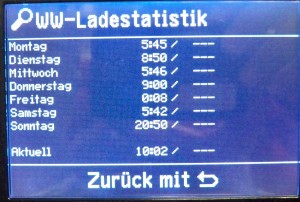 WW-Ladestatistik
Montag 5:45 / ---
Dienstag 8:50 / ---
Mittwoch 5:46 / ---
Donnerstag 9:00 / ---
Freitag 0:08 / ---
Samstag 5:42 / ---
Sonntag 20:50 / ---
Aktuell 10:02 / ---
Zurück mit